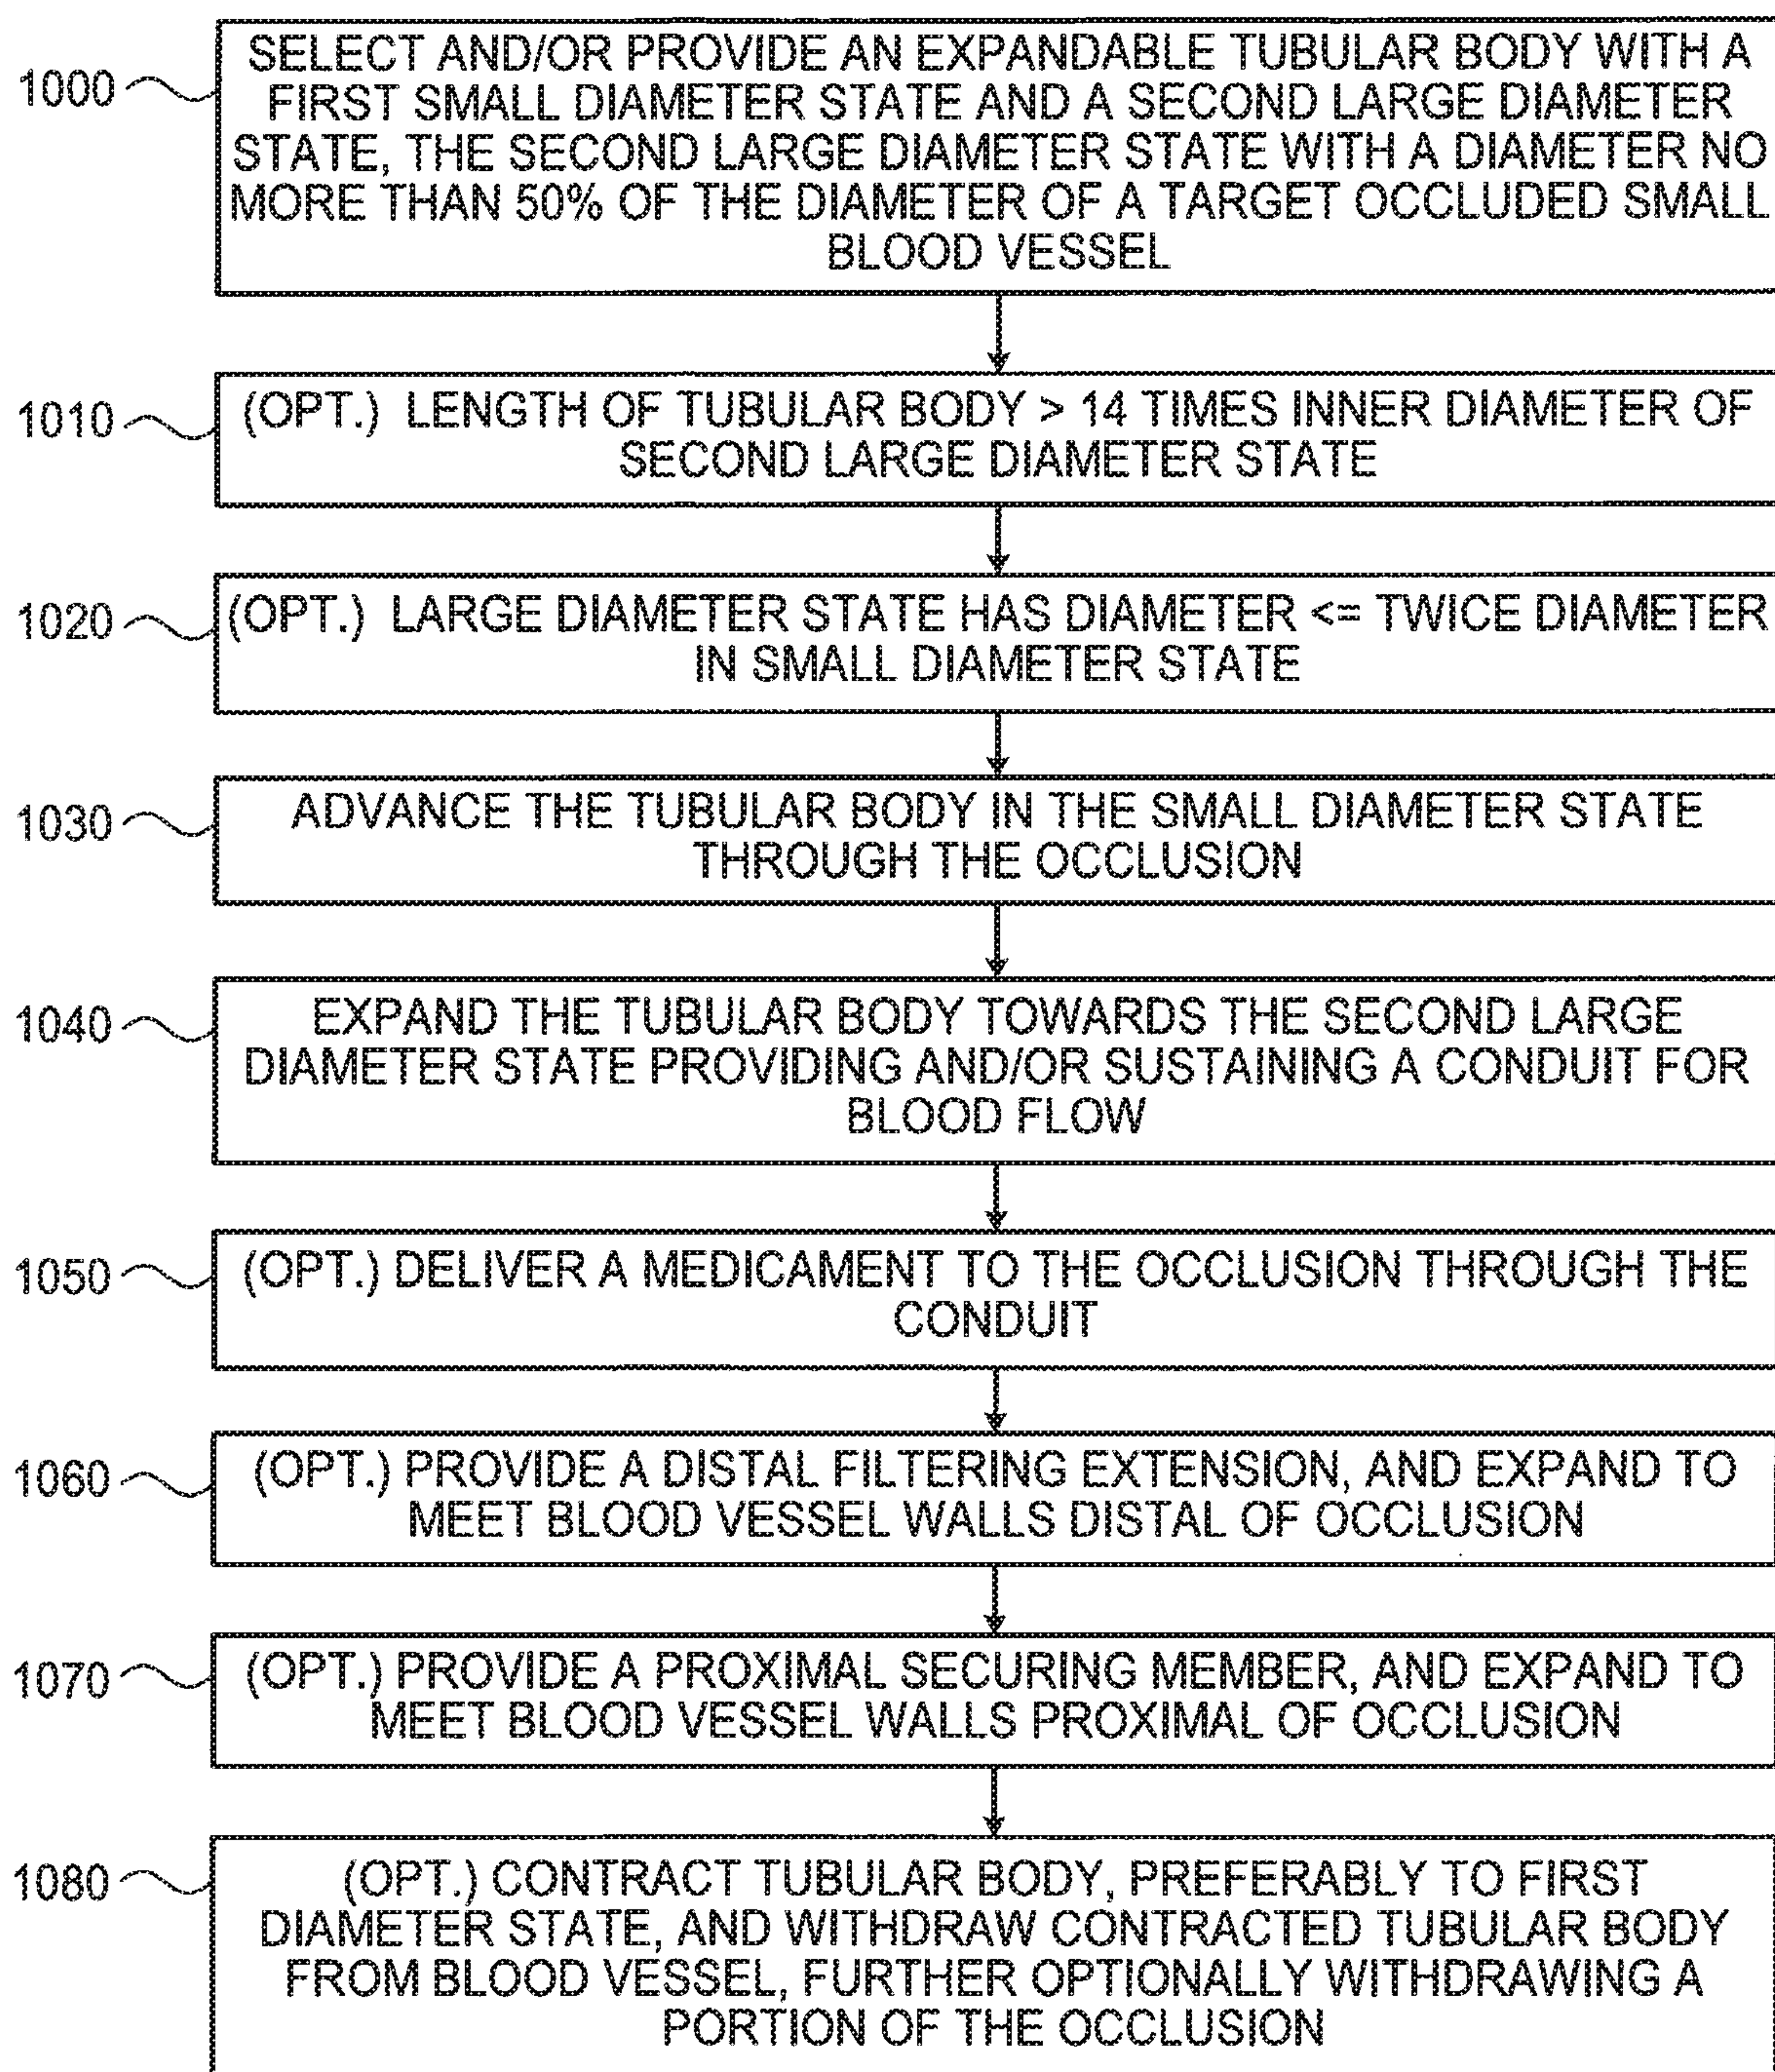 1000
SELECT AND/OR PROVIDE AN EXPANDABLE TUBULAR BODY WITH A
FIRST SMALL DIAMETER STATE AND A SECOND LARGE DIAMETER
STATE, THE SECOND LARGE DIAMETER STATE WITH A DIAMETER NO
MORE THAN 50% OF THE DIAMETER OF A TARGET OCCLUDED SMALL
BLOOD VESSEL
1010
(OPT.) LENGTH OF TUBULAR BODY > 14 TIMES INNER DIAMETER OF
SECOND LARGE DIAMETER STATE
1020
(OPT.) LARGE DIAMETER STATE HAS DIAMETER <= TWICE DIAMETER
IN SMALL DIAMETER STATE
1030
ADVANCE THE TUBULAR BODY IN THE SMALL DIAMETER STATE
THROUGH THE OCCLUSION
1040
EXPAND THE TUBULAR BODY TOWARDS THE SECOND LARGE
DIAMETER STATE PROVIDING AND/OR SUSTAINING A CONDUIT FOR
BLOOD FLOW
1050
(OPT.) DELIVER A MEDICAMENT TO THE OCCLUSION THROUGH THE
CONDUIT
1060
(OPT.) PROVIDE A DISTAL FILTERING EXTENSION, AND EXPAND TO
MEET BLOOD VESSEL WALLS DISTAL OF OCCLUSION
1070
(OPT.) PROVIDE A PROXIMAL SECURING MEMBER, AND EXPAND TO
MEET BLOOD VESSEL WALLS PROXIMAL OF OCCLUSION
1080
(OPT.) CONTRACT TUBULAR BODY, PREFERABLY TO FIRST
DIAMETER STATE, AND WITHDRAW CONTRACTED TUBULAR BODY
FROM BLOOD VESSEL, FURTHER OPTIONALLY WITHDRAWING A
PORTION OF THE OCCLUSION